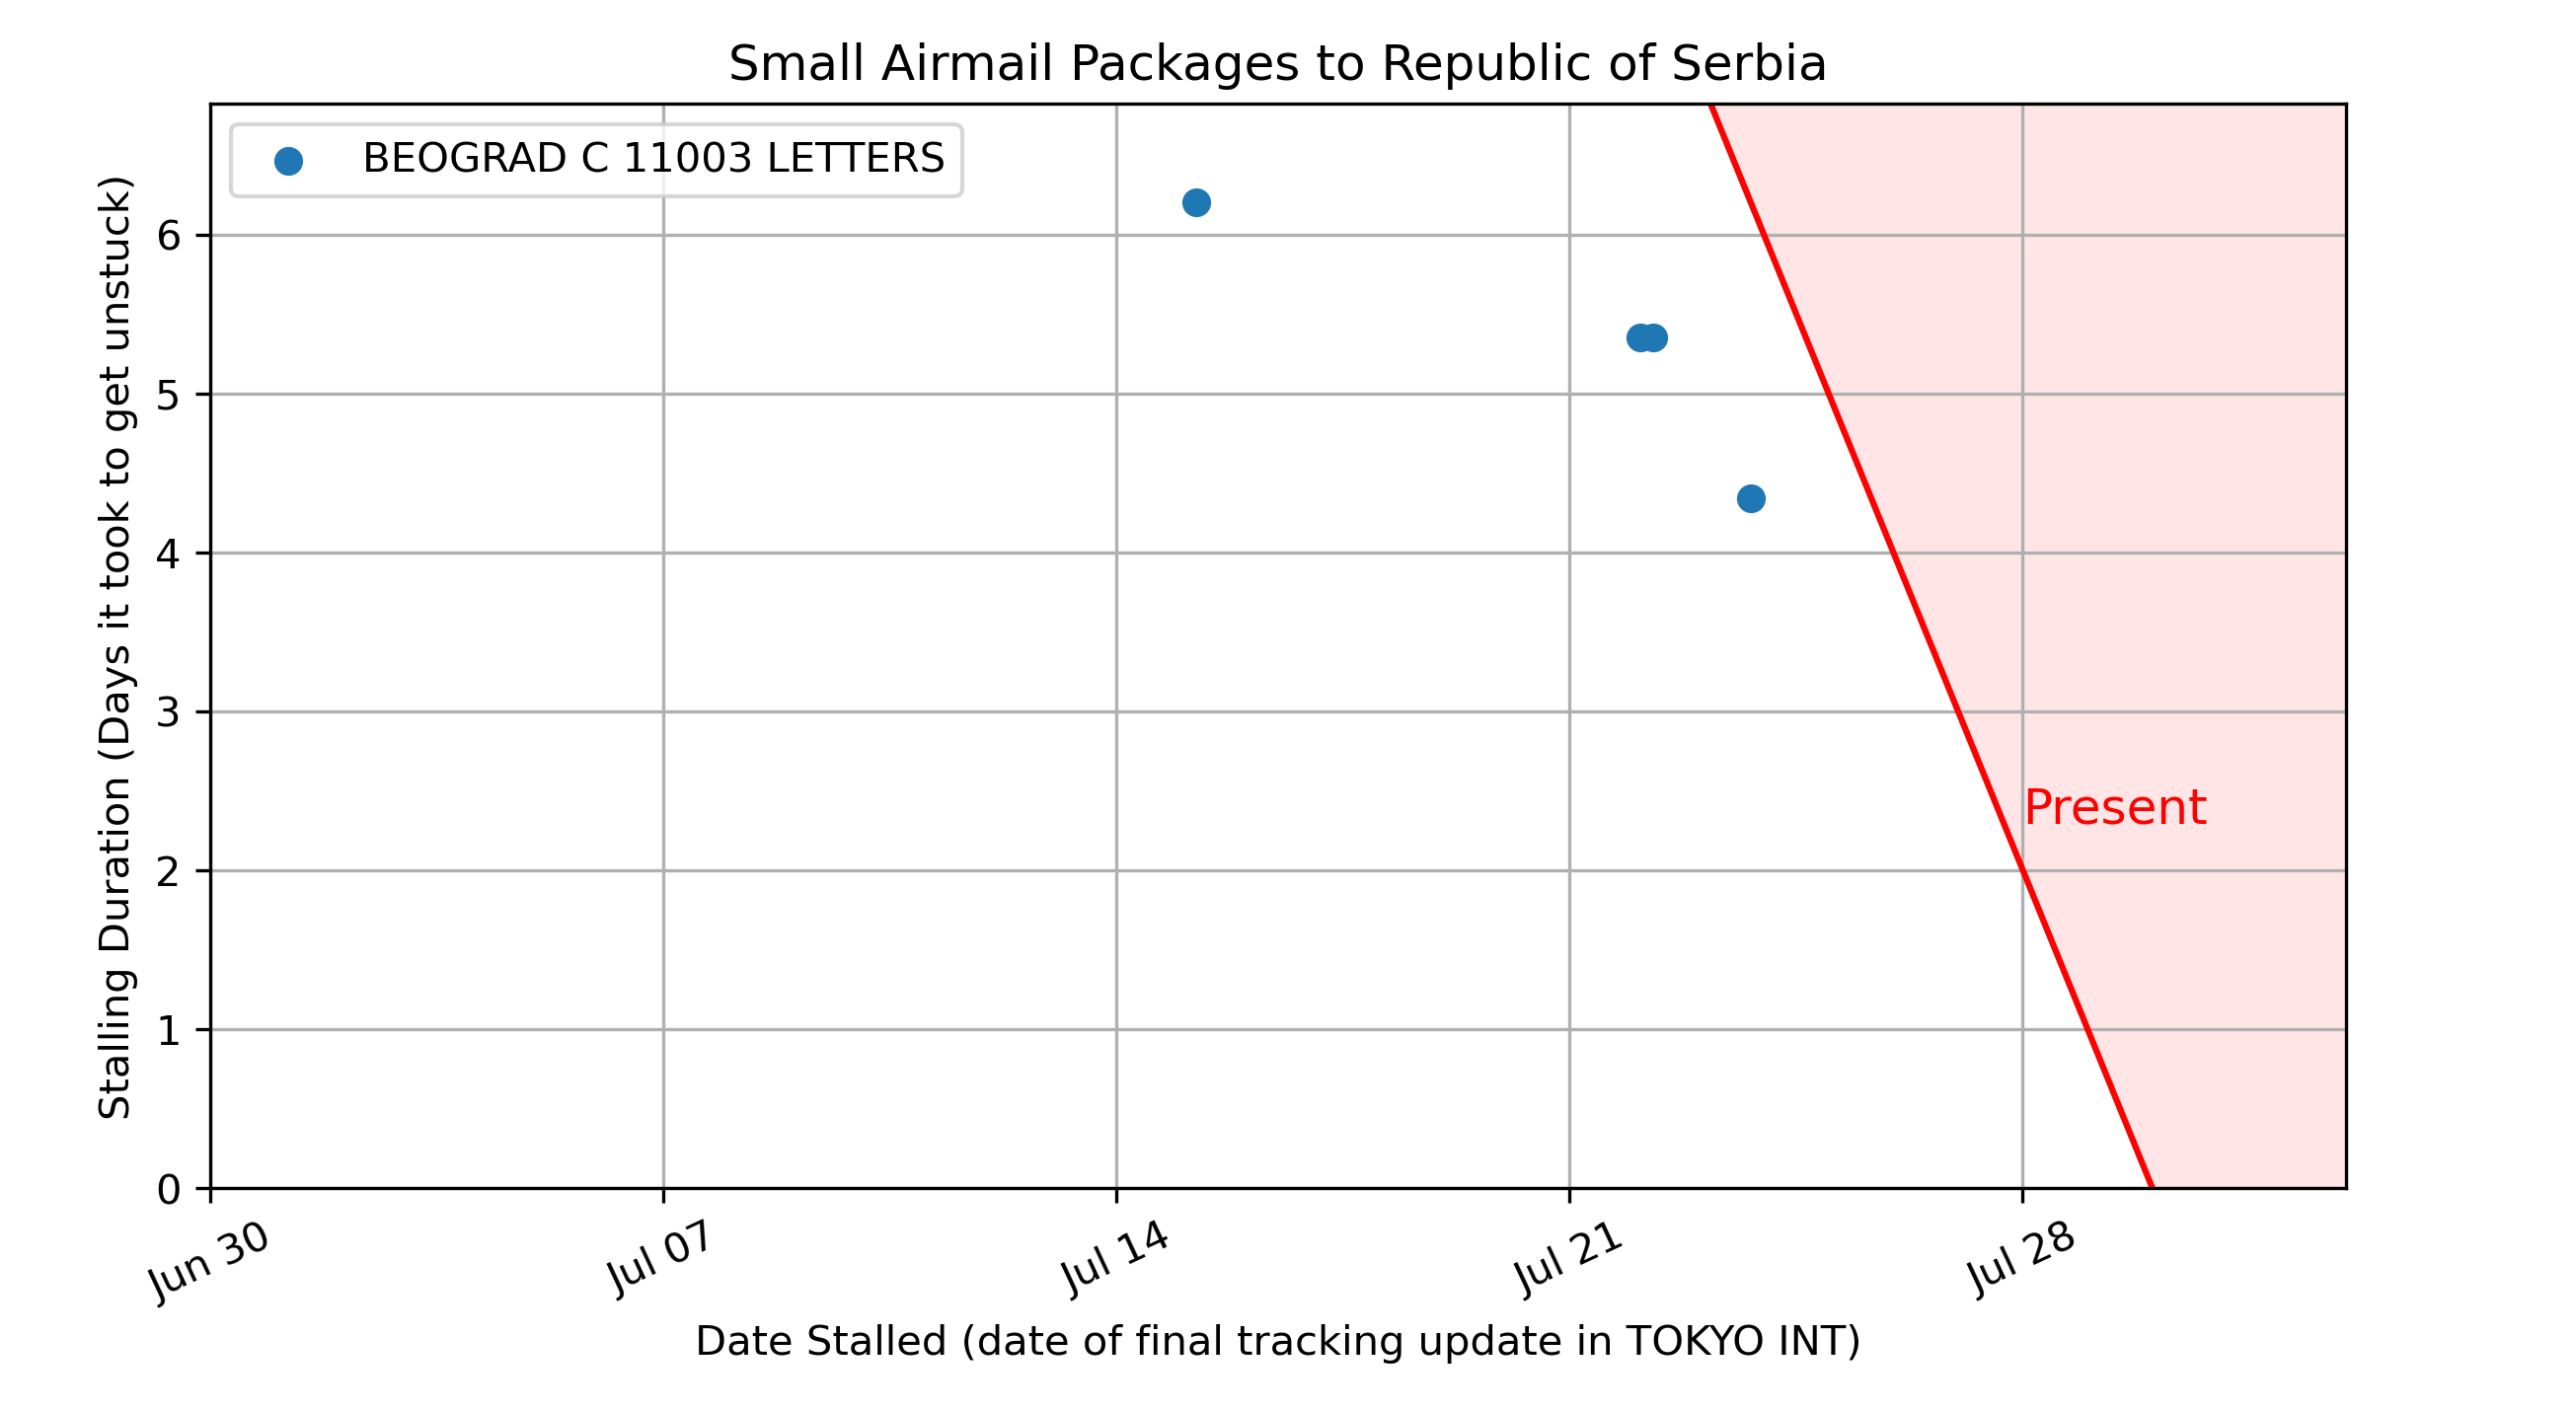 Small Airmail Packages to Republic of Serbia
BEOGRAD C 11003 LETTERS
Stalling Duration (Days it took to get unstuck)
6
5
4
3
2
1
0
Present
Jun 30
Jul 07
Jul 14
Jul 21
Jul 28
Date Stalled (date of final tracking update in TOKYO INT)